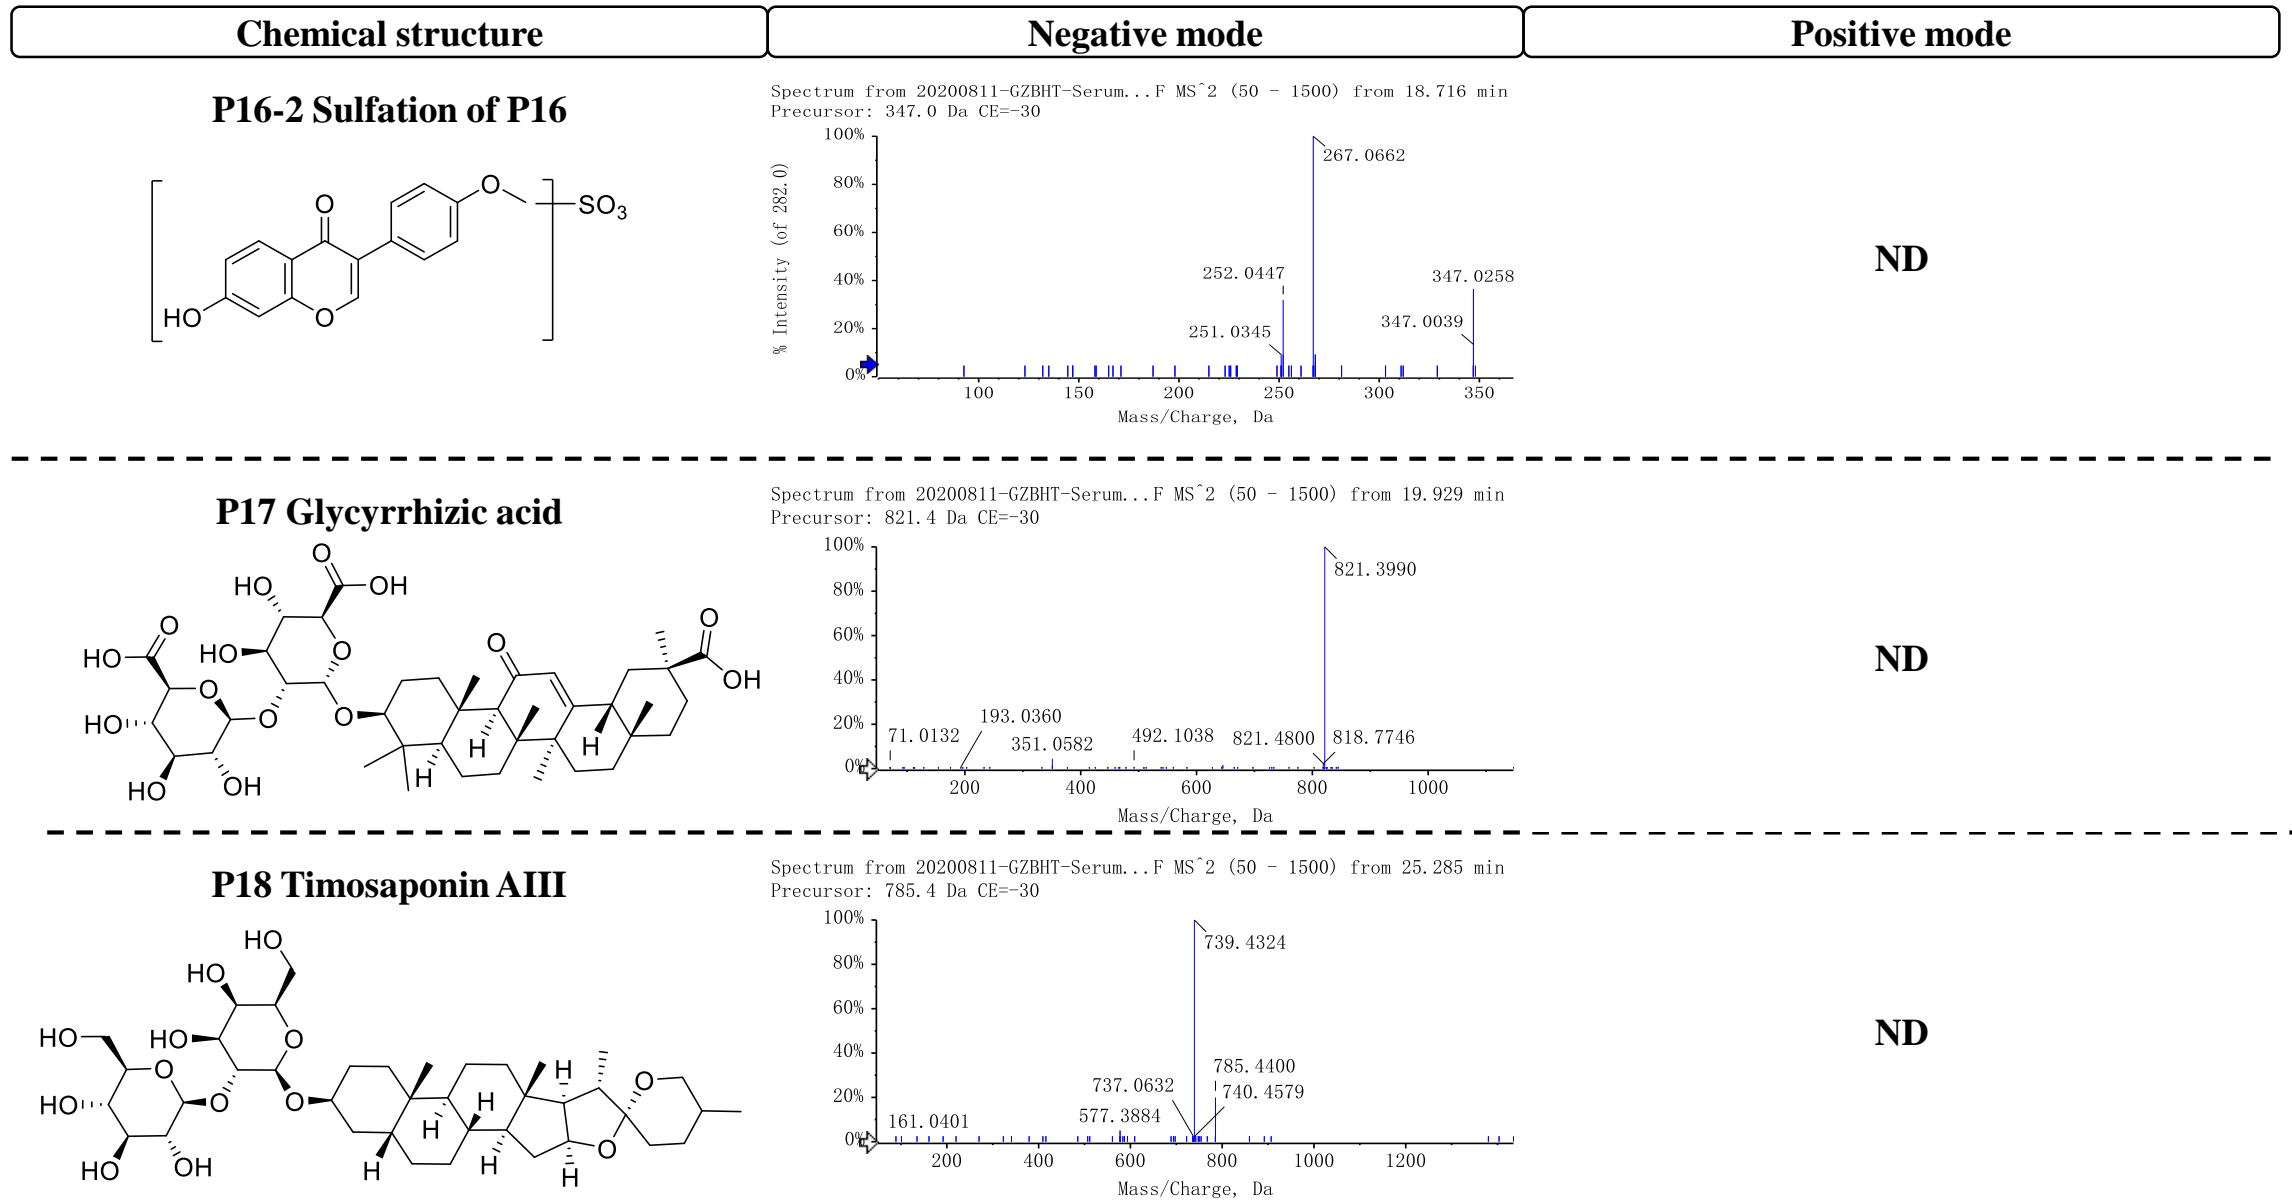 Chemical structure
Negative mode
Positive mode
P16-2 Sulfation of P16
O
O
SO3
HO
O
Spectrum from 20200811-GZBHT-Serum...F MS^2 (50 - 1500) from 18.716 min
Precursor: 347.0 Da CE=-30
% Intensity (of 282.0)
100%
80%
60%
40%
20%
0%
267.0662
252.0447
251.0345
347.0258
347.0039
100
150
200
250
300
350
Mass/Charge, Da
ND
P17 Glycyrrhizic acid
O
HO
OH
O
HO
HO
O
O
HO
O
O
O
OH
O
HO
OH
H
H
H
O
OH
Spectrum from 20200811-GZBHT-Serum...F MS^2 (50 - 1500) from 19.929 min
Precursor: 821.4 Da CE=-30
100%
80%
60%
40%
20%
0%
821.3990
193.0360
71.0132
351.0582
492.1038
821.4800
818.7746
200
400
600
800
1000
Mass/Charge, Da
ND
P18 Timosaponin AIII
HO
HO
HO
HO
O
O
HO
O
O
HO
OH
H
H
H
H
H
H
O
O
Spectrum from 20200811-GZBHT-Serum...F MS^2 (50 - 1500) from 25.285 min
Precursor: 785.4 Da CE=-30
100%
80%
60%
40%
20%
0%
739.4324
785.4400
737.0632
740.4579
577.3884
161.0401
200
400
600
800
1000
1200
Mass/Charge, Da
ND